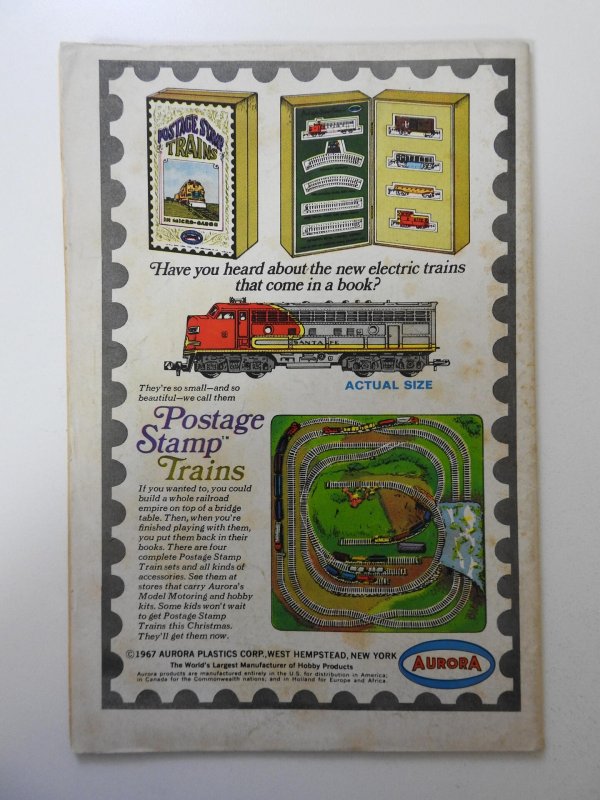 POSTAGE STAMP
TRAINS
IN MICRO-GAUGE
Have you heard about the new electric trains
that come in a book?
SANTA FE
ACTUAL SIZE
They're so small—and so
beautiful—we call them
Postage
Stamp™
Trains
If you wanted to, you could
build a whole railroad
empire on top of a bridge
table. Then, when you're
finished playing with them,
you put them back in their
books. There are four
complete Postage Stamp
Train sets and all kinds of
accessories. See them at
stores that carry Aurora's
Model Motoring and hobby
kits. Some kids won't wait
to get Postage Stamp
Trains this Christmas.
They'll get them now.
©1967 AURORA PLASTICS CORP., WEST HEMPSTEAD, NEW YORK
The World's Largest Manufacturer of Hobby Products
Aurora products are manufactured entirely in the U.S. for distribution in America;
in Canada for the Commonwealth nations; and in Holland for Europe and Africa.
AURORA